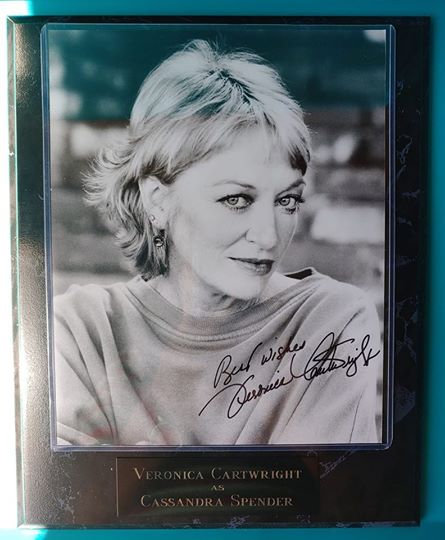 Best Wishes
Veronica Cartwright
VERONICA CARTWRIGHT
AS
CASSANDRA SPENDER